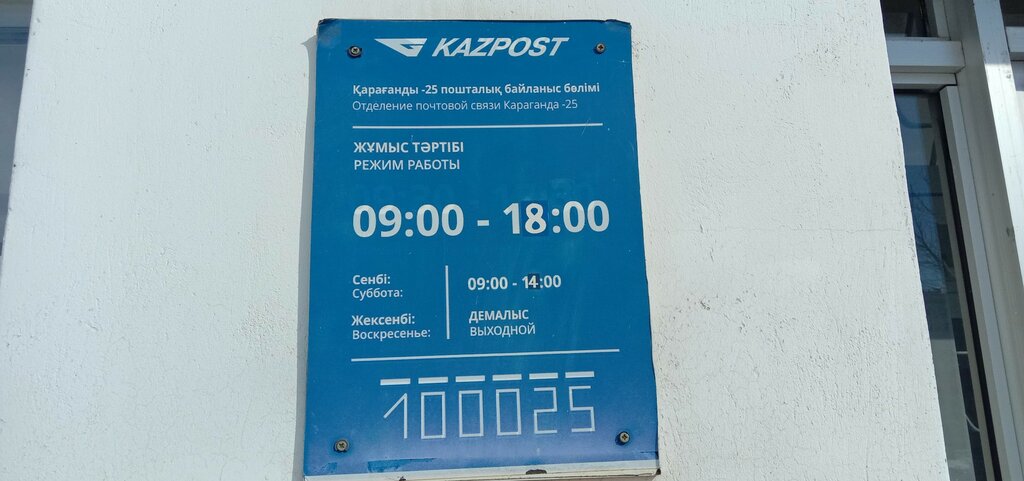 KAZPOST
Қарағанды -25 пошталық байланыс бөлімі
Отделение почтовой связи Караганда -25
ЖҰМЫС ТӘРТІБІ
РЕЖИМ РАБОТЫ
09:00 - 18:00
Сенбі:
Суббота:
09:00 - 14:00
Жексенбі:
Воскресенье:
ДЕМАЛЫС
ВЫХОДНОЙ
100025